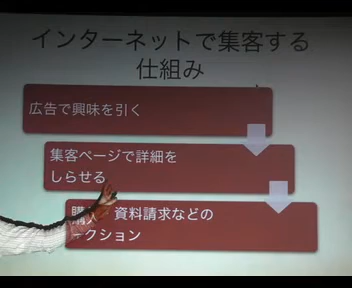 インターネットで集客する
仕組み
広告で興味を引く
集客ページで詳細を
しらせる
購 資料請求などの
クション